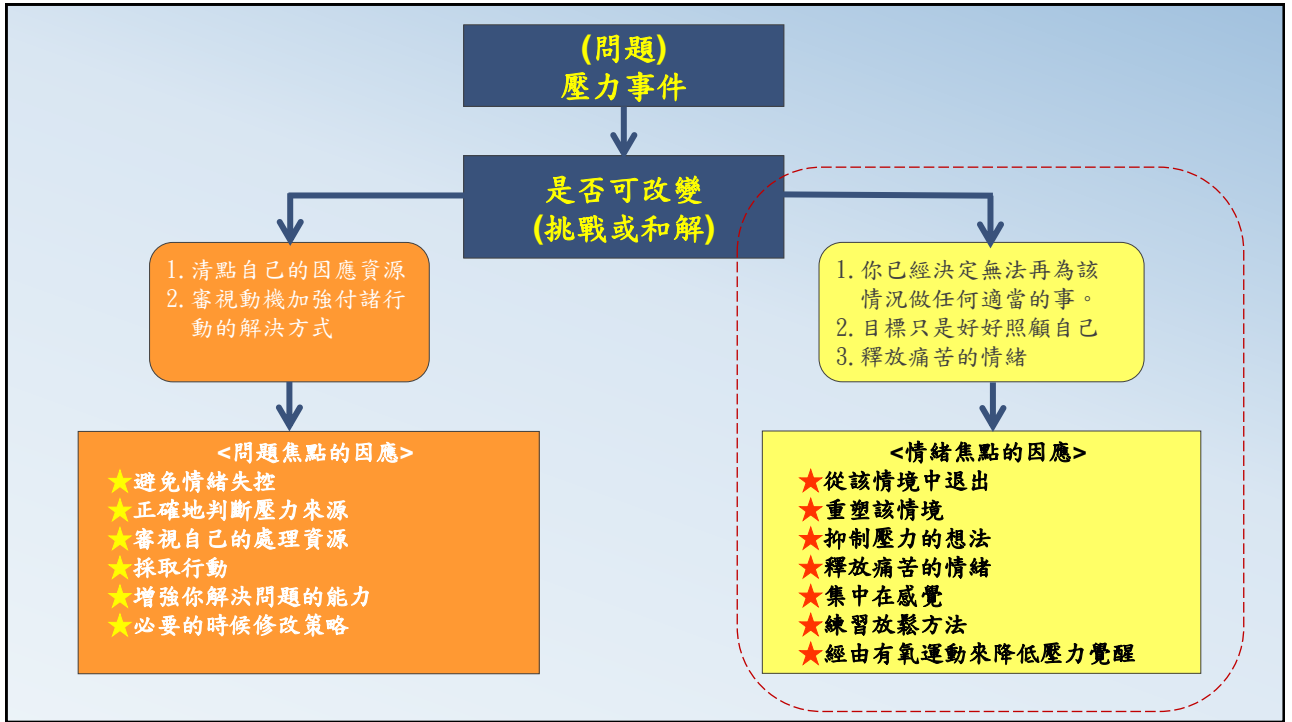 (問題)
壓力事件
是否可改變
(挑戰或和解)
1. 清點自己的因應資源
2. 審視動機加強付諸行
動的解決方式
1. 你已經決定無法再為該
情況做任何適當的事。
2. 目標只是好好照顧自己
3. 釋放痛苦的情緒
<問題焦點的因應>
★避免情緒失控
★正確地判斷壓力來源
★審視自己的處理資源
★採取行動
★增強你解決問題的能力
★必要的時候修改策略
<情緒焦點的因應>
★從該情境中退出
★重塑該情境
★抑制壓力的想法
★釋放痛苦的情緒
★集中在感覺
★練習放鬆方法
★經由有氧運動來降低壓力覺醒